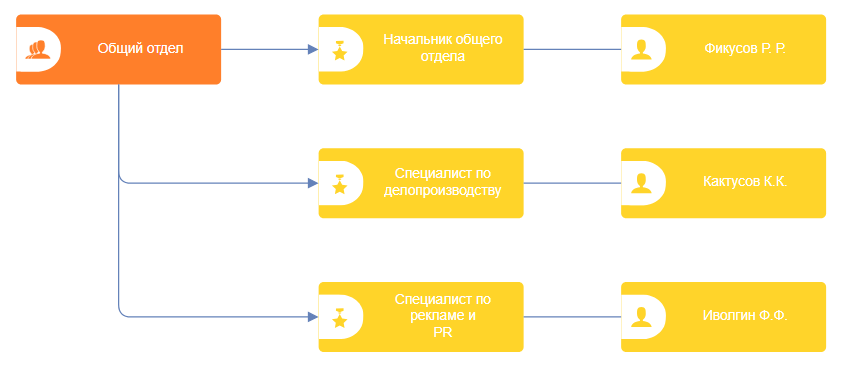 Общий отдел
Начальник общего
отдела
Фикусов Р. Р.
Специалист по
делопроизводству
Кактусов К.К.
Специалист по
рекламе и
PR
Иволгин Ф.Ф.